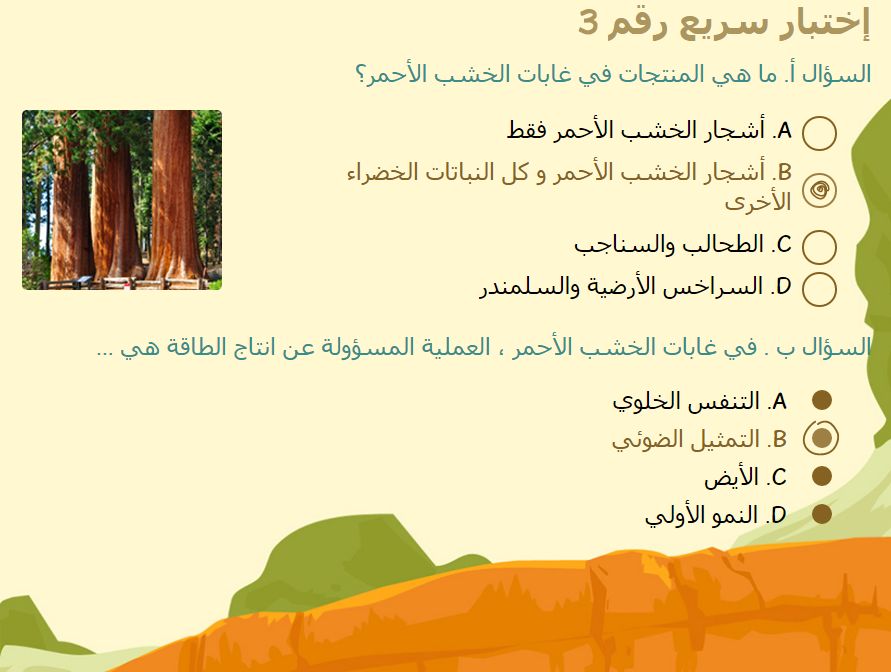 إختبار سريع رقم 3
السؤال أ. ما هي المنتجات في غابات الخشب الأحمر؟
A. أشجار الخشب الأحمر فقط
B. أشجار الخشب الأحمر و كل النباتات الخضراء
الأخرى
C. الطحالب والسناجب
D. السراخس الأرضية والسلمندر
السؤال ب . في غابات الخشب الأحمر ، العملية المسؤولة عن انتاج الطاقة هي ...
A. التنفس الخلوي
B. التمثيل الضوئي
C. الأيض
D. النمو الأولي